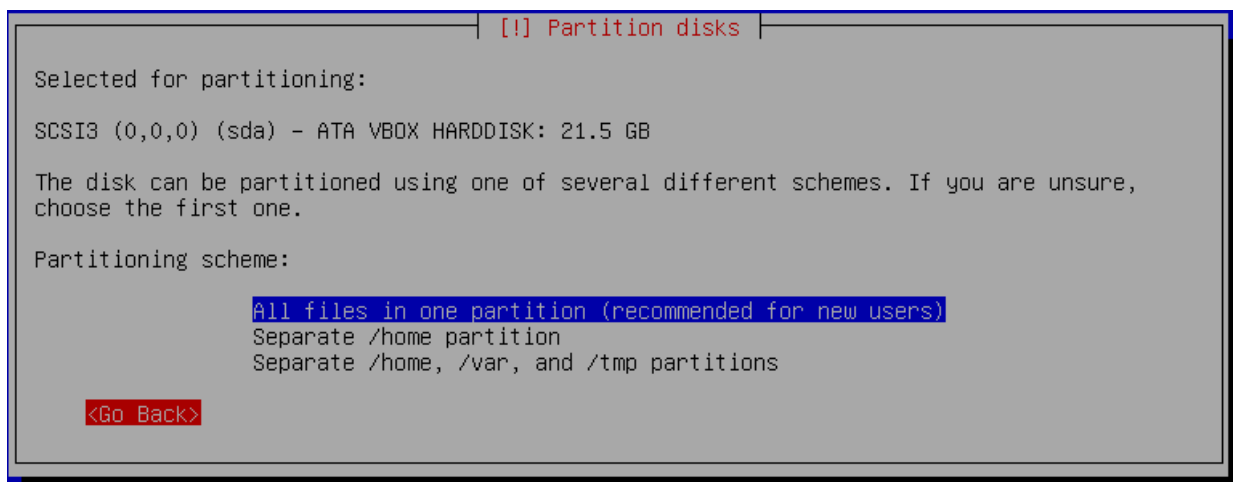 [!] Partition disks
Selected for partitioning:
SCSI3 (0,0,0) (sda) – ATA VBOX HARDDISK: 21.5 GB
The disk can be partitioned using one of several different schemes. If you are unsure,
choose the first one.
Partitioning scheme:
All files in one partition (recommended for new users)
Separate /home partition
Separate /home, /var, and /tmp partitions
<Go Back>